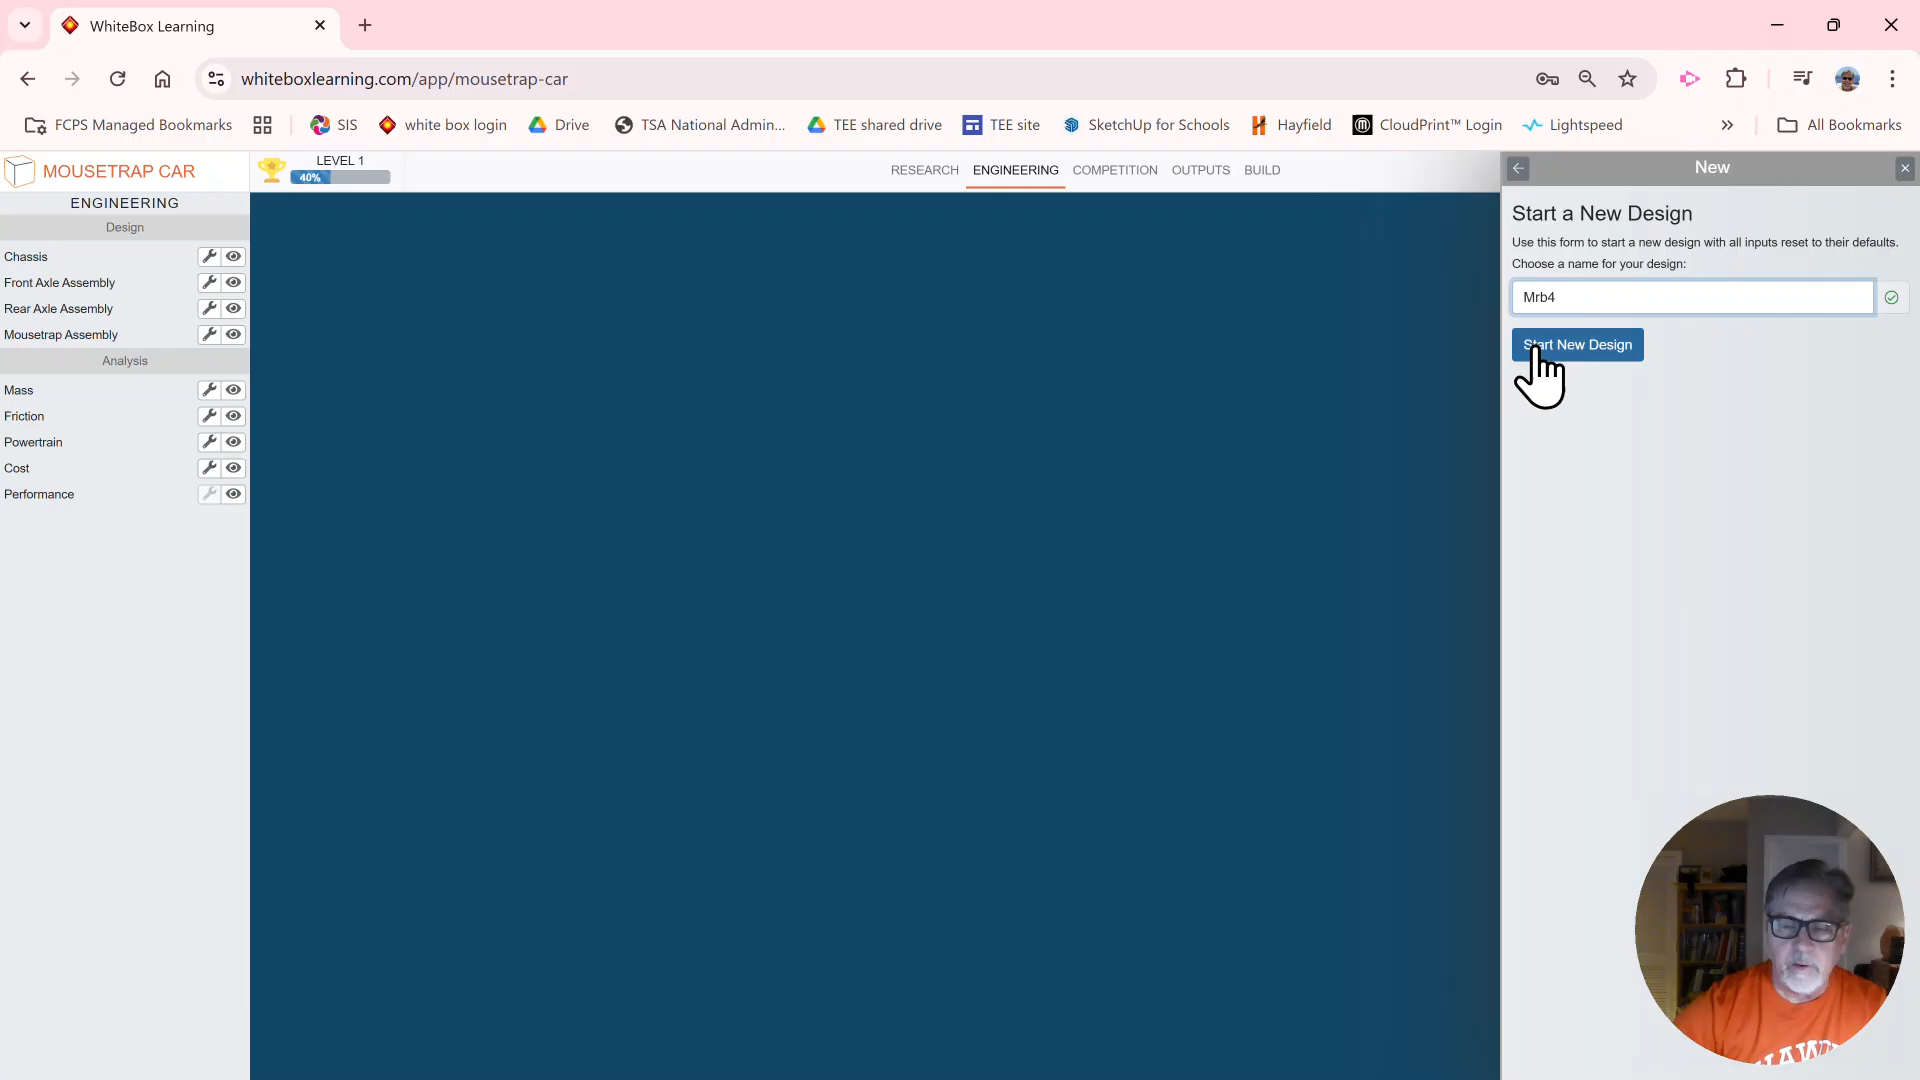 WhiteBox Learning
whiteboxlearning.com/app/mousetrap-car
FCPS Managed Bookmarks
SIS
white box login
Drive
TSA National Admin...
TEE shared drive
TEE site
SketchUp for Schools
Hayfield
CloudPrint™ Login
Lightspeed
All Bookmarks
MOUSETRAP CAR
LEVEL 1
40%
RESEARCH
ENGINEERING
COMPETITION
OUTPUTS
BUILD
New
ENGINEERING
Design
Chassis
Front Axle Assembly
Rear Axle Assembly
Mousetrap Assembly
Analysis
Mass
Friction
Powertrain
Cost
Performance
Start a New Design
Use this form to start a new design with all inputs reset to their defaults.
Choose a name for your design:
Mrb4
Start New Design